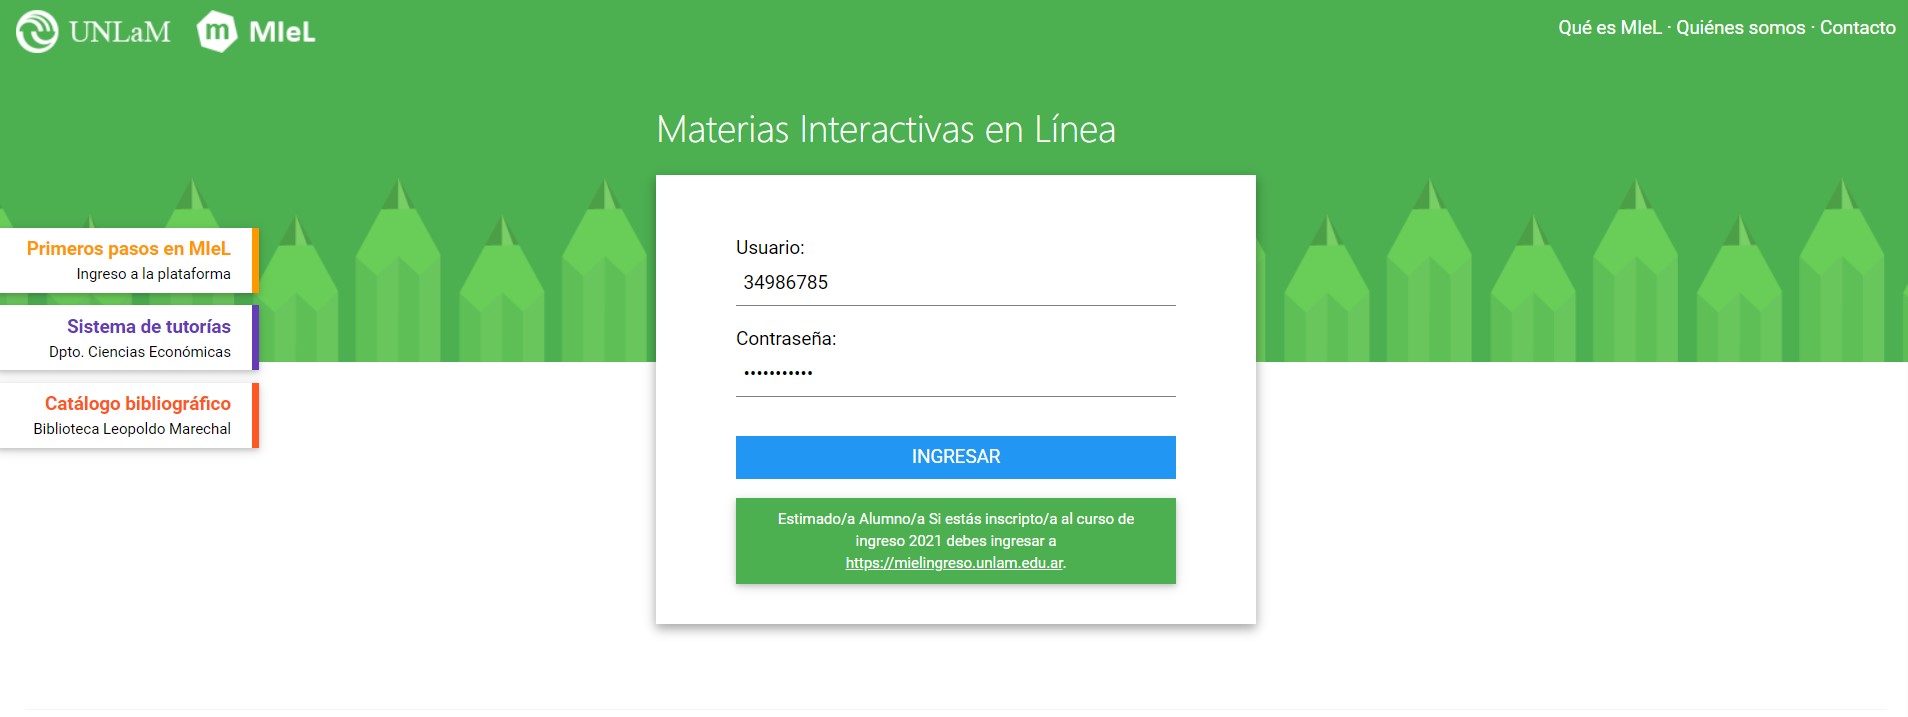 UNLaM
m MIeL
Qué es MIeL · Quiénes somos · Contacto
Materias Interactivas en Línea
Primeros pasos en MIeL
Ingreso a la plataforma
Sistema de tutorías
Dpto. Ciencias Económicas
Catálogo bibliográfico
Biblioteca Leopoldo Marechal
Usuario:
34986785
Contraseña:
•••••••••••
INGRESAR
Estimado/a Alumno/a Si estás inscripto/a al curso de
ingreso 2021 debes ingresar a
https://mielingreso.unlam.edu.ar.